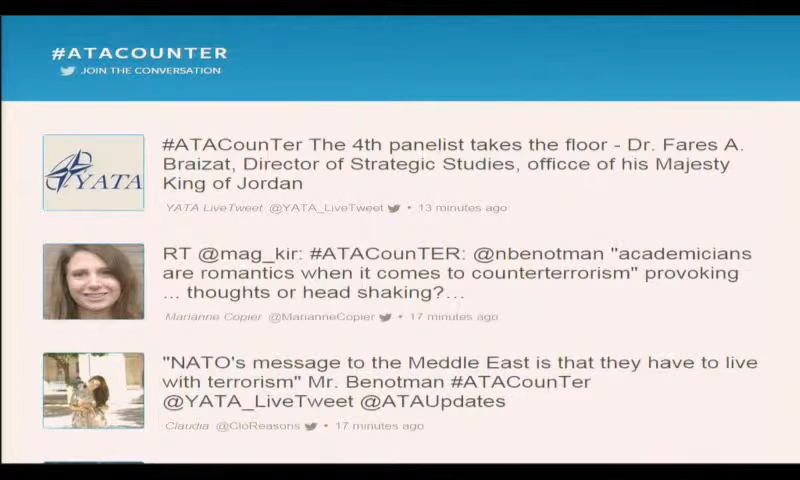 #ATACOUNTER
JOIN THE CONVERSATION
#ATACounTer The 4th panelist takes the floor - Dr. Fares A.
Braizat, Director of Strategic Studies, officce of his Majesty
King of Jordan
YATA
YATA LiveTweet @YATA_LiveTweet • 13 minutes ago
RT @mag_kir: #ATACounTER: @nbenotman "academicians
are romantics when it comes to counterterrorism" provoking
... thoughts or head shaking?...
Marianne Copier @MarianneCopier • 17 minutes ago
"NATO's message to the Meddle East is that they have to live
with terrorism" Mr. Benotman #ATACounTer
@YATA_LiveTweet @ATAUpdates
Claudia @CloReasons • 17 minutes ago